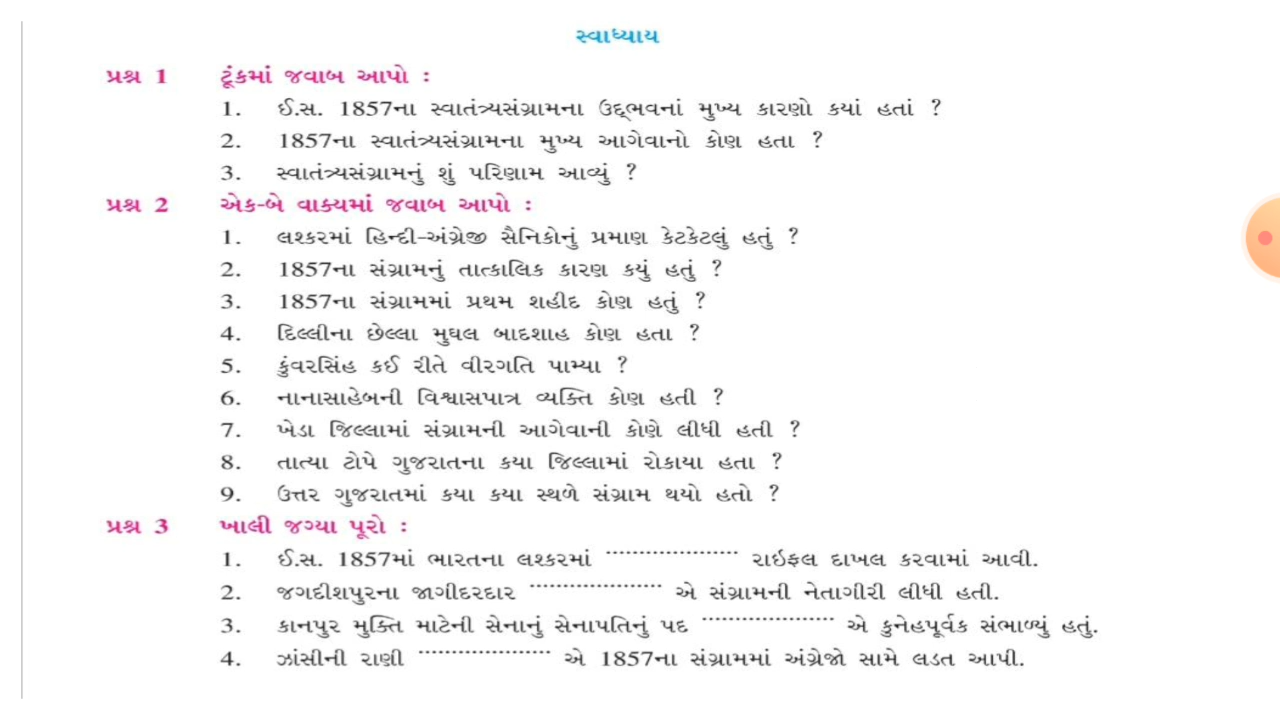 સ્વાધ્યાય
પ્રશ્ન 1 ટૂંકમાં જવાબ આપો :
1. ઈ.સ. 1857ના સ્વાતંત્ર્યસંગ્રામના ઉદ્ભવનાં મુખ્ય કારણો કયાં હતાં ?
2. 1857ના સ્વાતંત્ર્યસંગ્રામના મુખ્ય આગેવાનો કોણ હતા ?
3. સ્વાતંત્ર્યસંગ્રામનું શું પરિણામ આવ્યું ?
પ્રશ્ન 2 એક-બે વાક્યમાં જવાબ આપો :
1. લશ્કરમાં હિન્દી-અંગ્રેજી સૈનિકોનું પ્રમાણ કેટકેટલું હતું ?
2. 1857ના સંગ્રામનું તાત્કાલિક કારણ કયું હતું ?
3. 1857ના સંગ્રામમાં પ્રથમ શહીદ કોણ હતું ?
4. દિલ્લીના છેલ્લા મુઘલ બાદશાહ કોણ હતા ?
5. કુંવરસિંહ કઈ રીતે વીરગતિ પામ્યા ?
6. નાનાસાહેબની વિશ્વાસપાત્ર વ્યક્તિ કોણ હતી ?
7. ખેડા જિલ્લામાં સંગ્રામની આગેવાની કોણે લીધી હતી ?
8. તાત્યા ટોપે ગુજરાતના કયા જિલ્લામાં રોકાયા હતા ?
9. ઉત્તર ગુજરાતમાં કયા કયા સ્થળે સંગ્રામ થયો હતો ?
પ્રશ્ન 3 ખાલી જગ્યા પૂરો :
1. ઈ.સ. 1857માં ભારતના લશ્કરમાં .................... રાઇફલ દાખલ કરવામાં આવી.
2. જગદીશપુરના જાગીદરદાર .................... એ સંગ્રામની નેતાગીરી લીધી હતી.
3. કાનપુર મુક્તિ માટેની સેનાનું સેનાપતિનું પદ .................... એ કુનેહપૂર્વક સંભાળ્યું હતું.
4. ઝાંસીની રાણી .................... એ 1857ના સંગ્રામમાં અંગ્રેજો સામે લડત આપી.